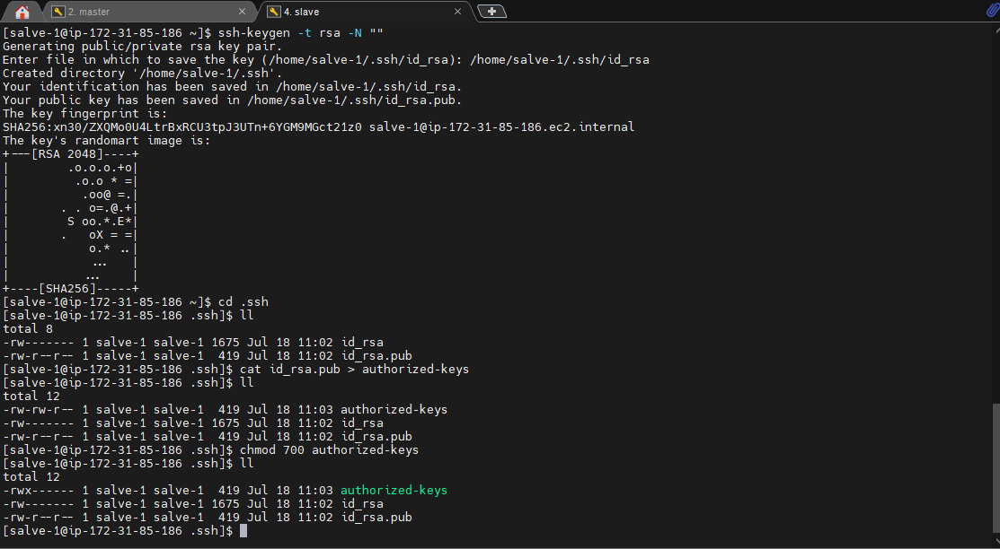 2. master
4. slave
[salve-1@ip-172-31-85-186 ~]$ ssh-keygen -t rsa -N ""
Generating public/private rsa key pair.
Enter file in which to save the key (/home/salve-1/.ssh/id_rsa): /home/salve-1/.ssh/id_rsa
Created directory '/home/salve-1/.ssh'.
Your identification has been saved in /home/salve-1/.ssh/id_rsa.
Your public key has been saved in /home/salve-1/.ssh/id_rsa.pub.
The key fingerprint is:
SHA256:xn30/ZXQMo0U4LtrBxRCU3tpJ3UTn+6YGM9MGct21z0 salve-1@ip-172-31-85-186.ec2.internal
The key's randomart image is:
+---[RSA 2048]----+
|        .o.o.o.+o|
|         .o.o * =|
|          .oo@ =.|
|       . . o=.@.+|
|        S oo.*.E*|
|       .   oX = =|
|           o.* ..|
|            ...  |
|           ...   |
+----[SHA256]-----+
[salve-1@ip-172-31-85-186 ~]$ cd .ssh
[salve-1@ip-172-31-85-186 .ssh]$ ll
total 8
-rw------- 1 salve-1 salve-1 1675 Jul 18 11:02 id_rsa
-rw-r--r-- 1 salve-1 salve-1  419 Jul 18 11:02 id_rsa.pub
[salve-1@ip-172-31-85-186 .ssh]$ cat id_rsa.pub > authorized-keys
[salve-1@ip-172-31-85-186 .ssh]$ ll
total 12
-rw-rw-r-- 1 salve-1 salve-1  419 Jul 18 11:03 authorized-keys
-rw------- 1 salve-1 salve-1 1675 Jul 18 11:02 id_rsa
-rw-r--r-- 1 salve-1 salve-1  419 Jul 18 11:02 id_rsa.pub
[salve-1@ip-172-31-85-186 .ssh]$ chmod 700 authorized-keys
[salve-1@ip-172-31-85-186 .ssh]$ ll
total 12
-rwx------ 1 salve-1 salve-1  419 Jul 18 11:03 authorized-keys
-rw------- 1 salve-1 salve-1 1675 Jul 18 11:02 id_rsa
-rw-r--r-- 1 salve-1 salve-1  419 Jul 18 11:02 id_rsa.pub
[salve-1@ip-172-31-85-186 .ssh]$